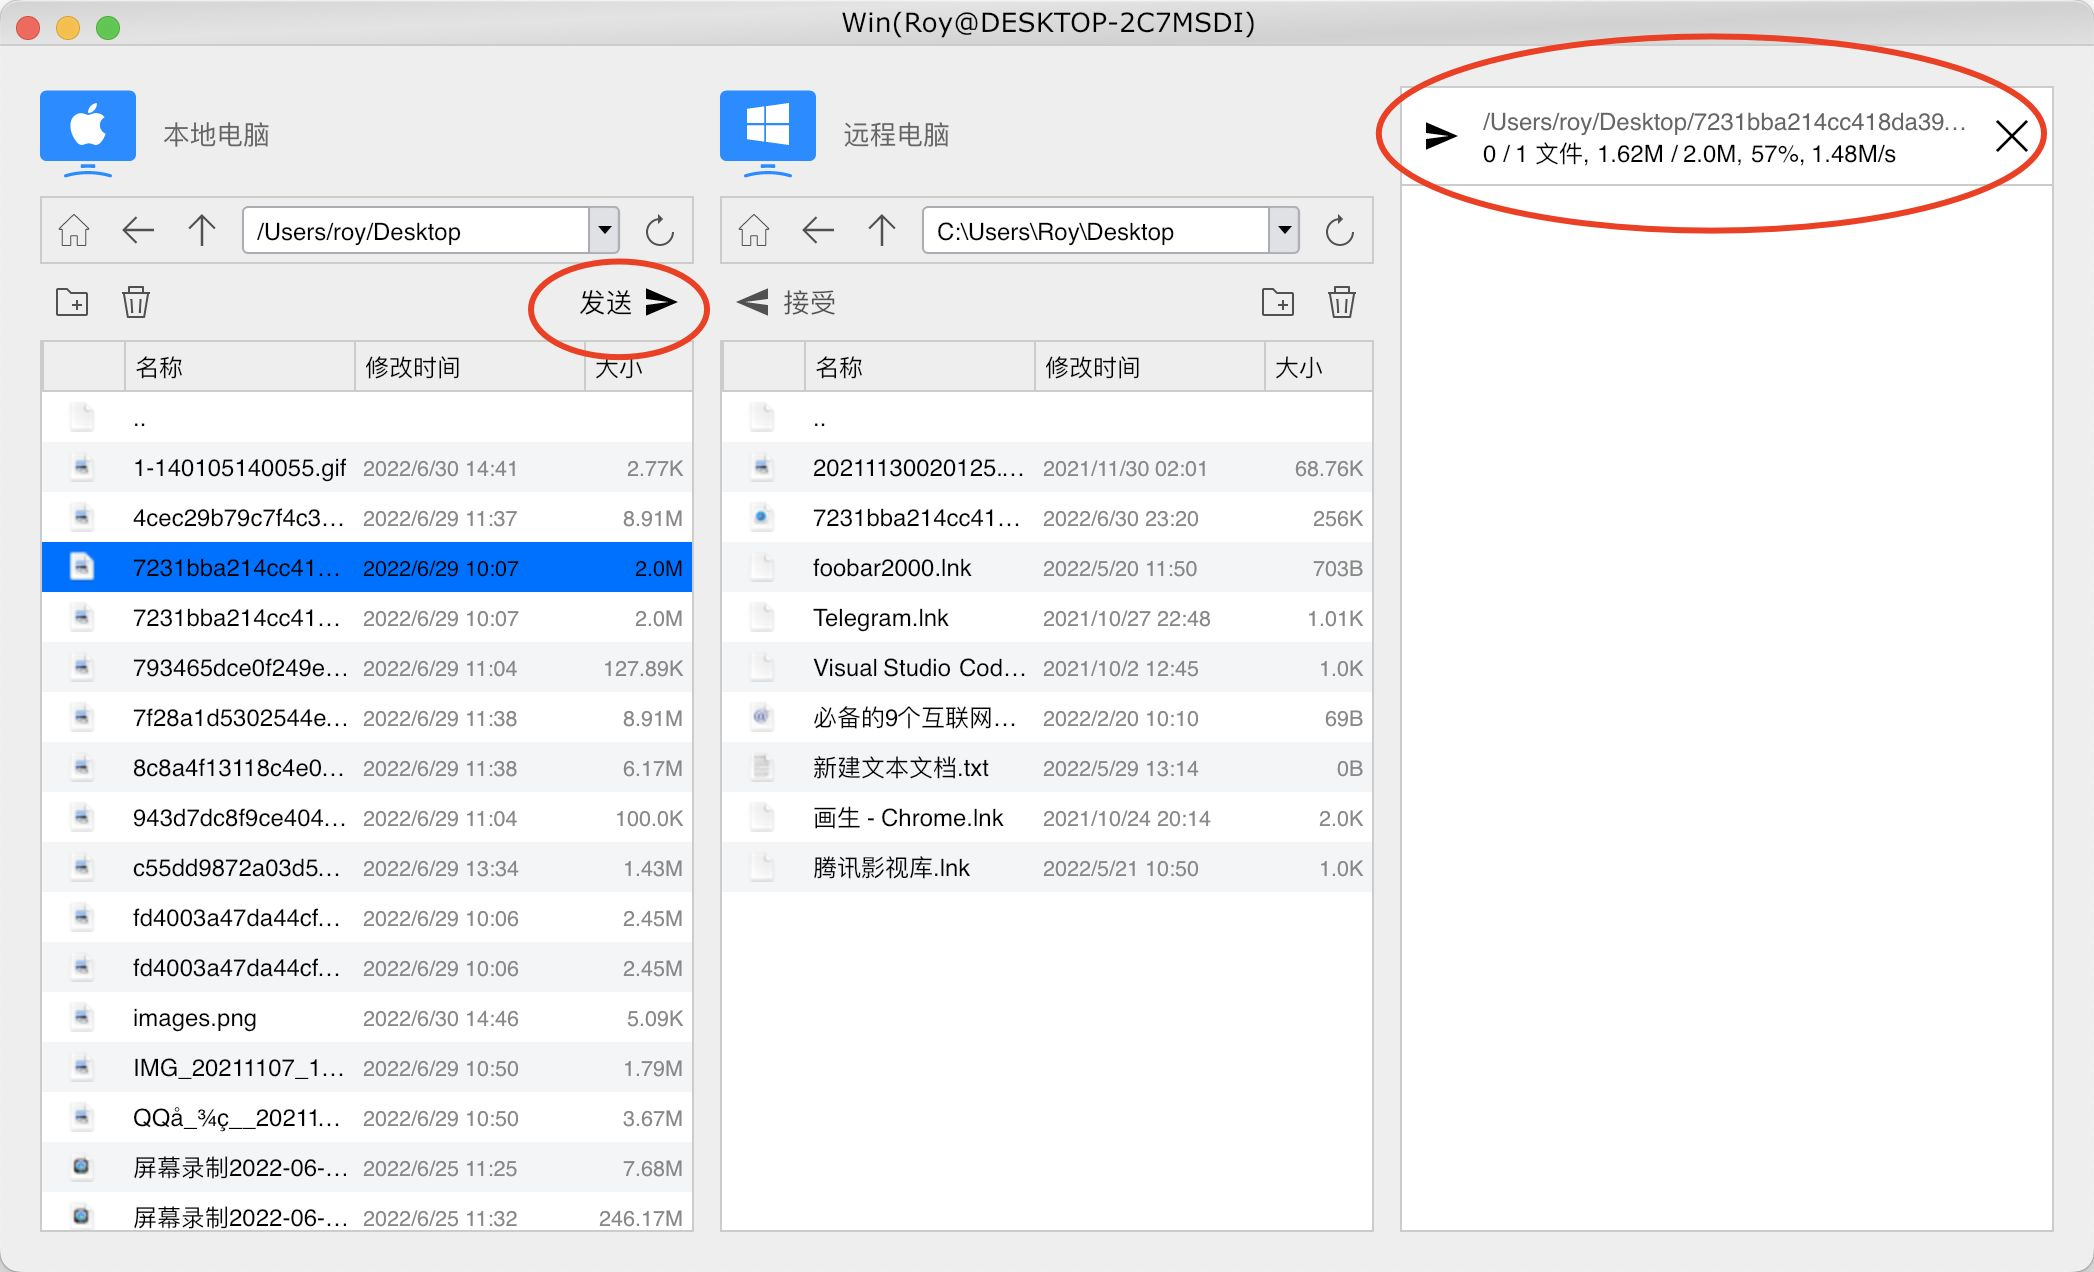 Win(Roy@DESKTOP-2C7MSDI)
本地电脑
/Users/roy/Desktop
发送
名称 修改时间 大小
..
1-140105140055.gif 2022/6/30 14:41 2.77K
4cec29b79c7f4c3... 2022/6/29 11:37 8.91M
7231bba214cc41... 2022/6/29 10:07 2.0M
7231bba214cc41... 2022/6/29 10:07 2.0M
793465dce0f249e... 2022/6/29 11:04 127.89K
7f28a1d5302544e... 2022/6/29 11:38 8.91M
8c8a4f13118c4e0... 2022/6/29 11:38 6.17M
943d7dc8f9ce404... 2022/6/29 11:04 100.0K
c55dd9872a03d5... 2022/6/29 13:34 1.43M
fd4003a47da44cf... 2022/6/29 10:06 2.45M
fd4003a47da44cf... 2022/6/29 10:06 2.45M
images.png 2022/6/30 14:46 5.09K
IMG_20211107_1... 2022/6/29 10:50 1.79M
QQå_¾ç__20211... 2022/6/29 10:50 3.67M
屏幕录制2022-06-... 2022/6/25 11:25 7.68M
屏幕录制2022-06-... 2022/6/25 11:32 246.17M
远程电脑
C:\Users\Roy\Desktop
接受
名称 修改时间 大小
..
20211130020125.... 2021/11/30 02:01 68.76K
7231bba214cc41... 2022/6/30 23:20 256K
foobar2000.lnk 2022/5/20 11:50 703B
Telegram.lnk 2021/10/27 22:48 1.01K
Visual Studio Cod... 2021/10/2 12:45 1.0K
必备的9个互联网... 2022/2/20 10:10 69B
新建文本文档.txt 2022/5/29 13:14 0B
画生 - Chrome.lnk 2021/10/24 20:14 2.0K
腾讯影视库.lnk 2022/5/21 10:50 1.0K
/Users/roy/Desktop/7231bba214cc418da39...
0 / 1 文件, 1.62M / 2.0M, 57%, 1.48M/s